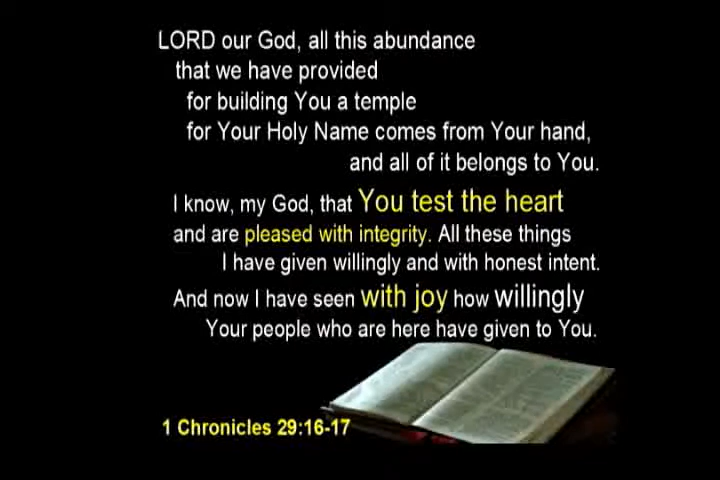 LORD our God, all this abundance
that we have provided
for building You a temple
for Your Holy Name comes from Your hand,
and all of it belongs to You.
I know, my God, that You test the heart
and are pleased with integrity. All these things
I have given willingly and with honest intent.
And now I have seen with joy how willingly
Your people who are here have given to You.
1 Chronicles 29:16-17